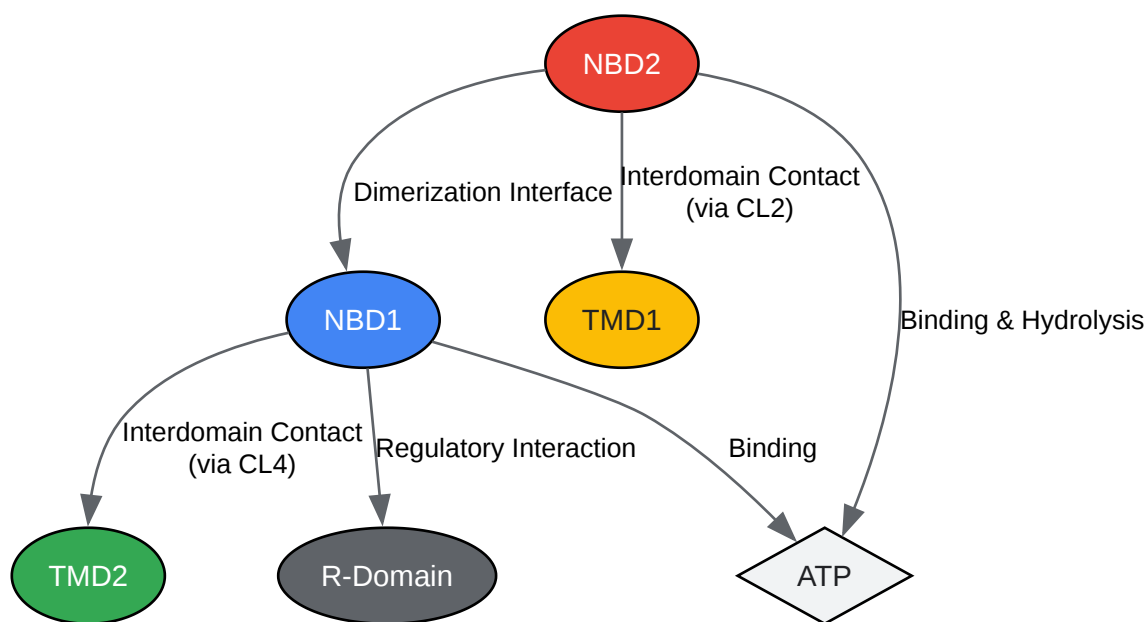 NBD2
Interdomain Contact
(via CL2)
Dimerization Interface
NBD1
TMD1
Binding & Hydrolysis
Interdomain Contact
(via CL4)
Regulatory Interaction
Binding
TMD2
R-Domain
ATP